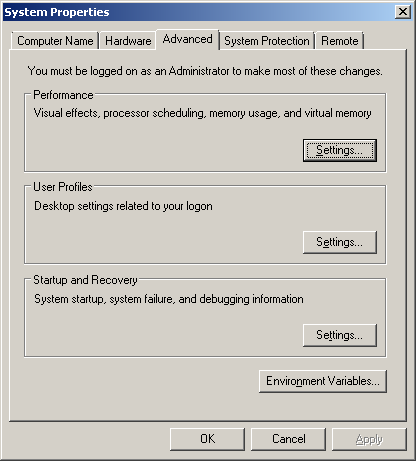 System Properties
Computer Name Hardware Advanced System Protection Remote
You must be logged on as an Administrator to make most of these changes.
Performance
Visual effects, processor scheduling, memory usage, and virtual memory
Settings...
User Profiles
Desktop settings related to your logon
Settings...
Startup and Recovery
System startup, system failure, and debugging information
Settings...
Environment Variables...
OK Cancel Apply